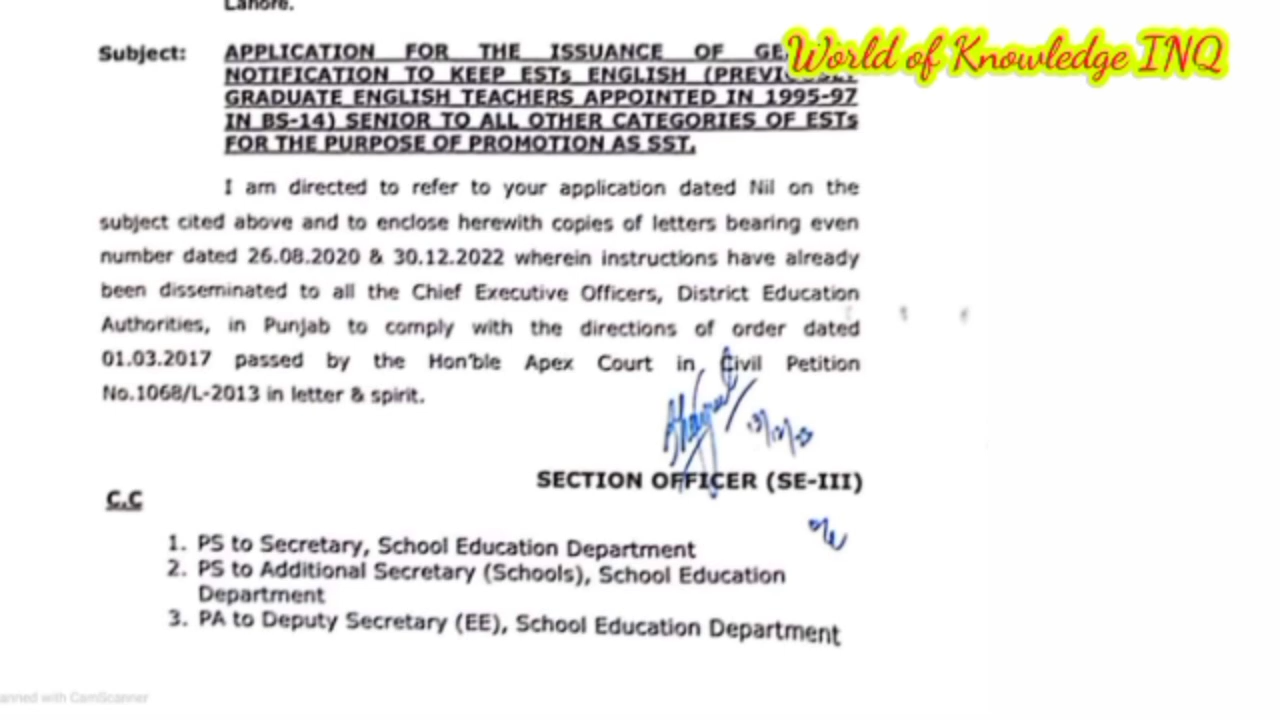 Lahore.
World of Knowledge INQ
Subject: APPLICATION FOR THE ISSUANCE OF
NOTIFICATION TO KEEP ESTs ENGLISH
GRADUATE ENGLISH TEACHERS APPOINTED IN 1995-97
IN BS-14) SENIOR TO ALL OTHER CATEGORIES OF ESTs
FOR THE PURPOSE OF PROMOTION AS SST.
I am directed to refer to your application dated Nil on the
subject cited above and to enclose herewith copies of letters bearing even
number dated 26.08.2020 & 30.12.2022 wherein instructions have already
been disseminated to all the Chief Executive Officers, District Education
Authorities, in Punjab to comply with the directions of order dated
01.03.2017 passed by the Hon'ble Apex Court in Civil Petition
No.1068/L-2013 in letter & spirit.
SECTION OFFICER (SE-III)
C.C
1. PS to Secretary, School Education Department
2. PS to Additional Secretary (Schools), School Education
Department
3. PA to Deputy Secretary (EE), School Education Department
anned with CamScanner